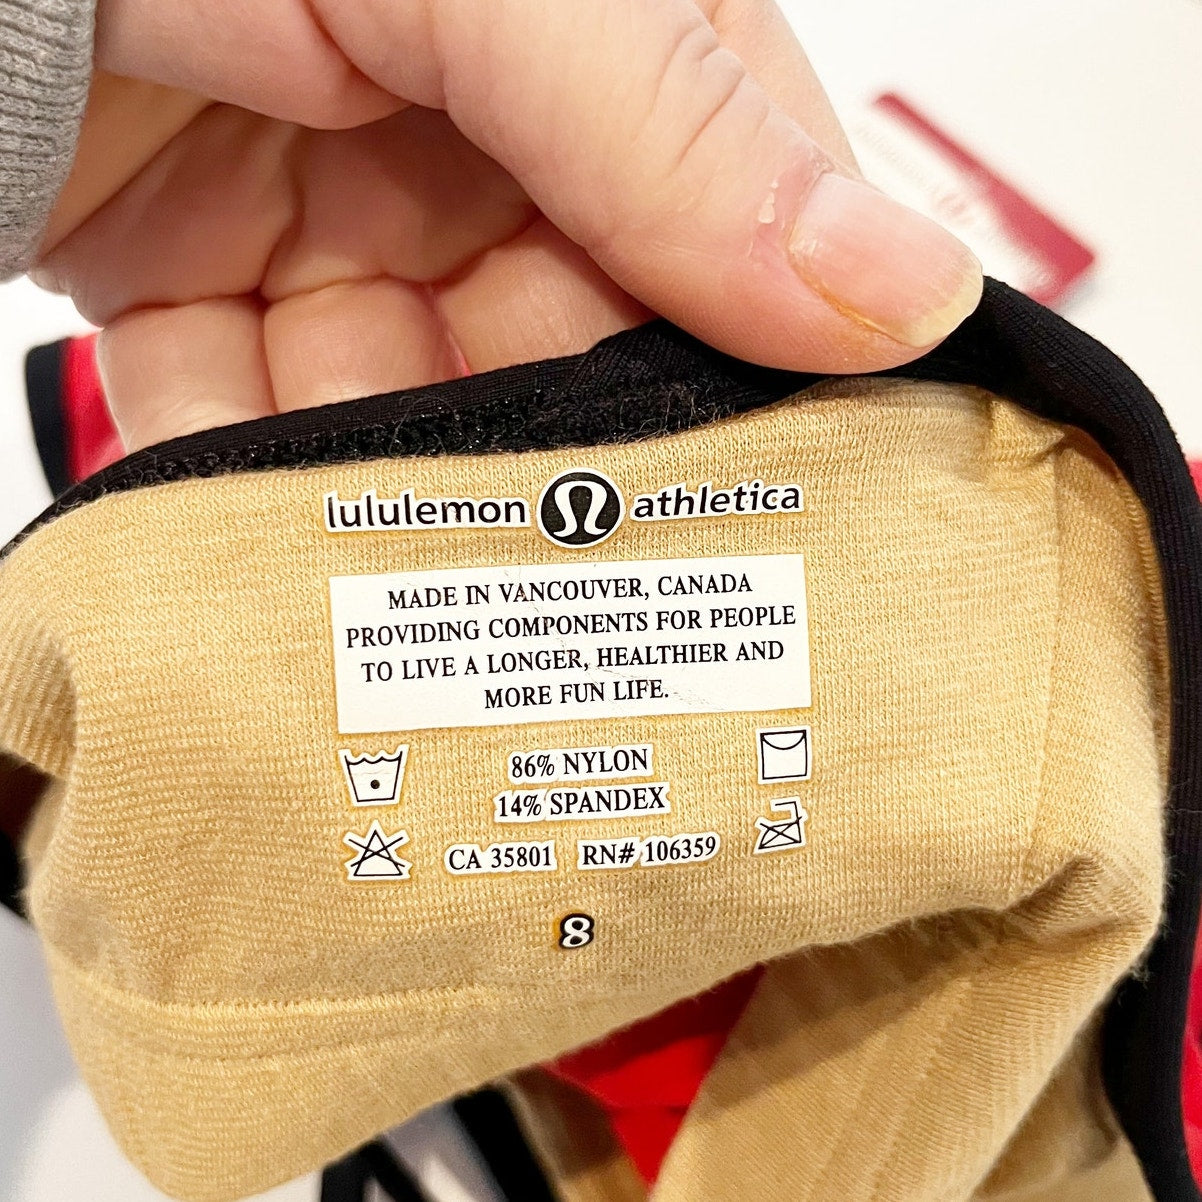 lululemon athletica
MADE IN VANCOUVER, CANADA
PROVIDING COMPONENTS FOR PEOPLE
TO LIVE A LONGER, HEALTHIER AND
MORE FUN LIFE.
86% NYLON
14% SPANDEX
CA 35801 RN# 106359
8